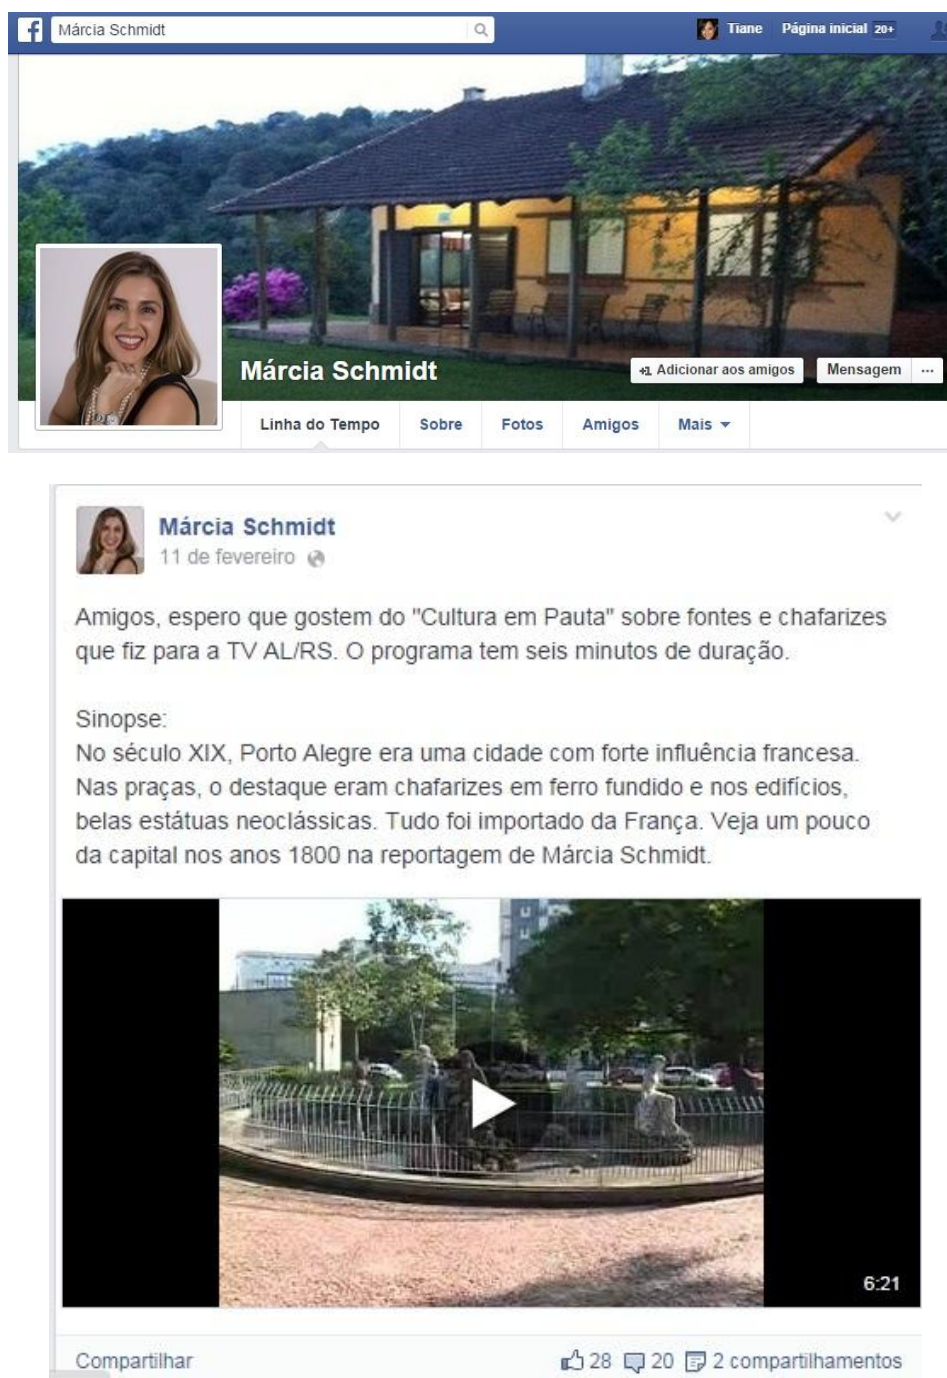 Márcia Schmidt
Tiane Página inicial 20+
Márcia Schmidt
+1 Adicionar aos amigos Mensagem ...
Linha do Tempo Sobre Fotos Amigos Mais
Márcia Schmidt
11 de fevereiro
Amigos, espero que gostem do "Cultura em Pauta" sobre fontes e chafarizes
que fiz para a TV AL/RS. O programa tem seis minutos de duração.
Sinopse:
No século XIX, Porto Alegre era uma cidade com forte influência francesa.
Nas praças, o destaque eram chafarizes em ferro fundido e nos edifícios,
belas estátuas neoclássicas. Tudo foi importado da França. Veja um pouco
da capital nos anos 1800 na reportagem de Márcia Schmidt.
6:21
Compartilhar 28 20 2 compartilhamentos